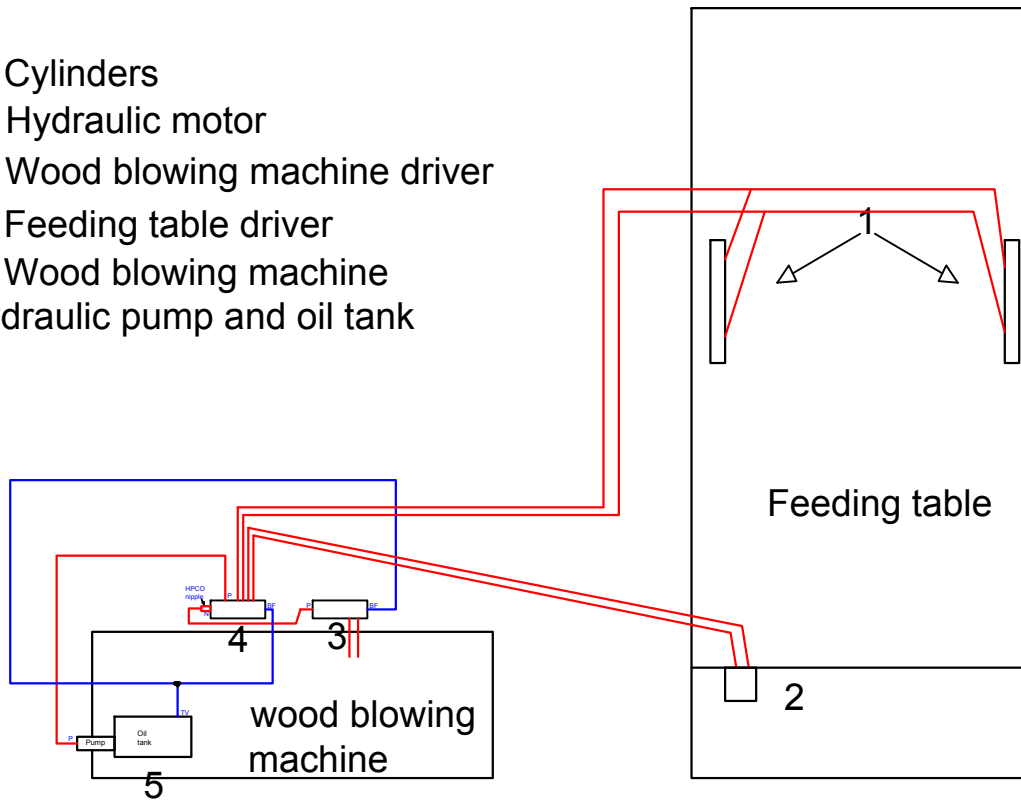 Cylinders
Hydraulic motor
Wood blowing machine driver
Feeding table driver
Wood blowing machine
draulic pump and oil tank
1
Feeding table
HPCO
nipple
P
N
BF
P
BF
4
3
2
TV
P
Pump
Oil
tank
wood blowing
machine
5